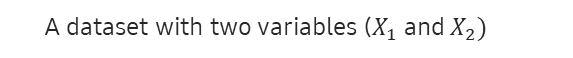 A dataset with two variables (X₁ and X₂)